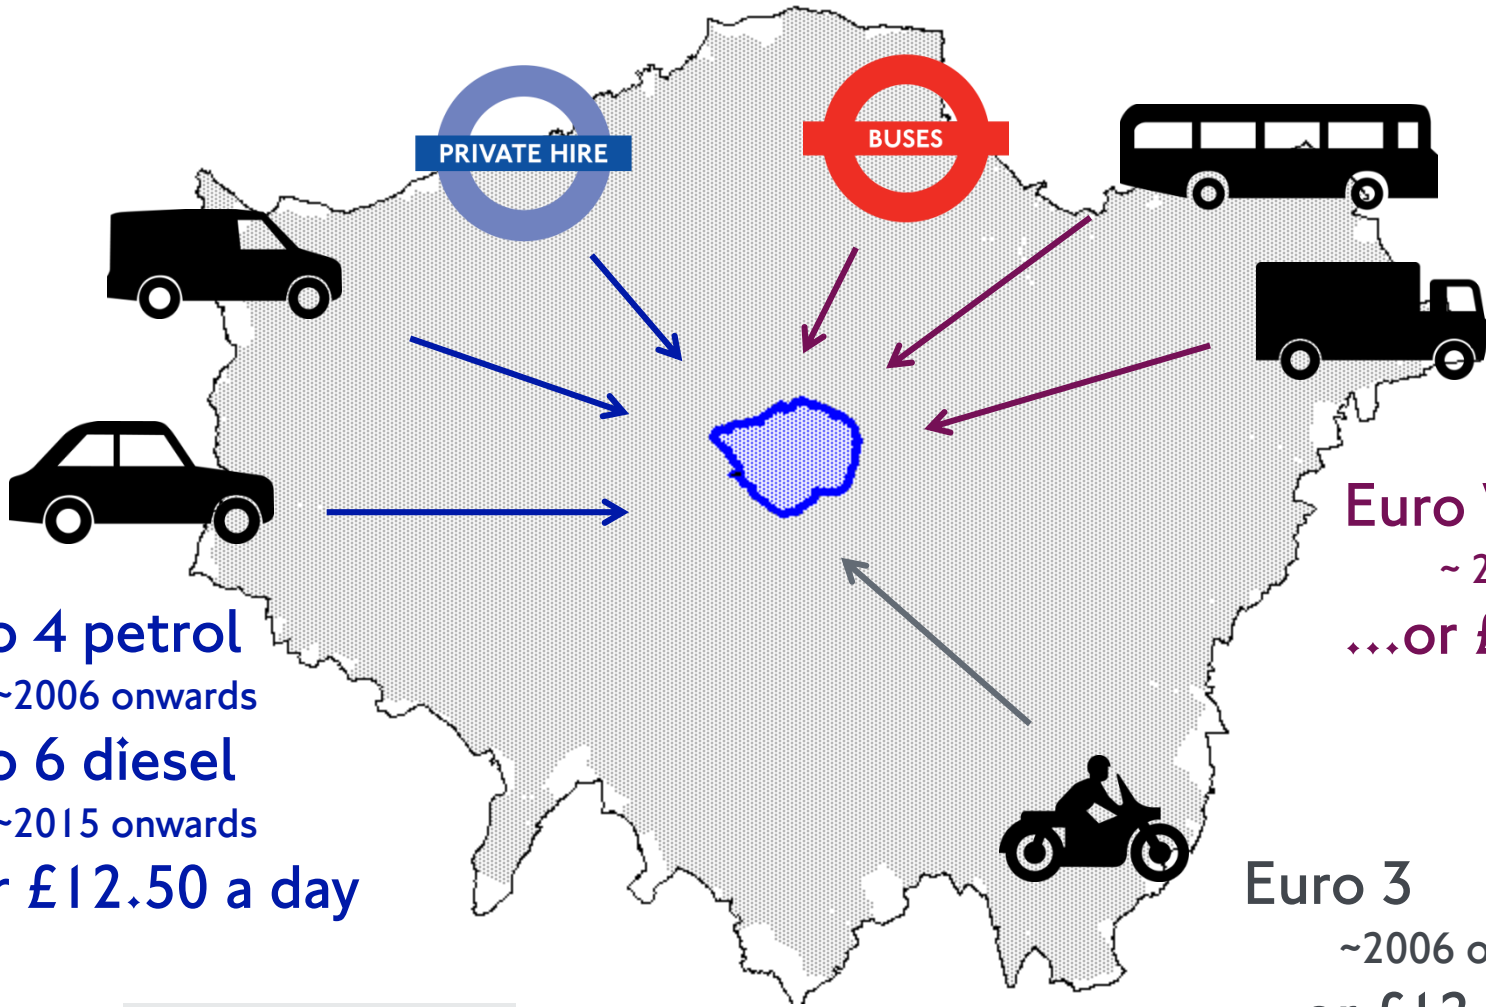 PRIVATE HIRE
BUSES
4 petrol
~2006 onwards
6 diesel
~2015 onwards
£12.50 a day
Euro
~
...or
Euro 3
~2006